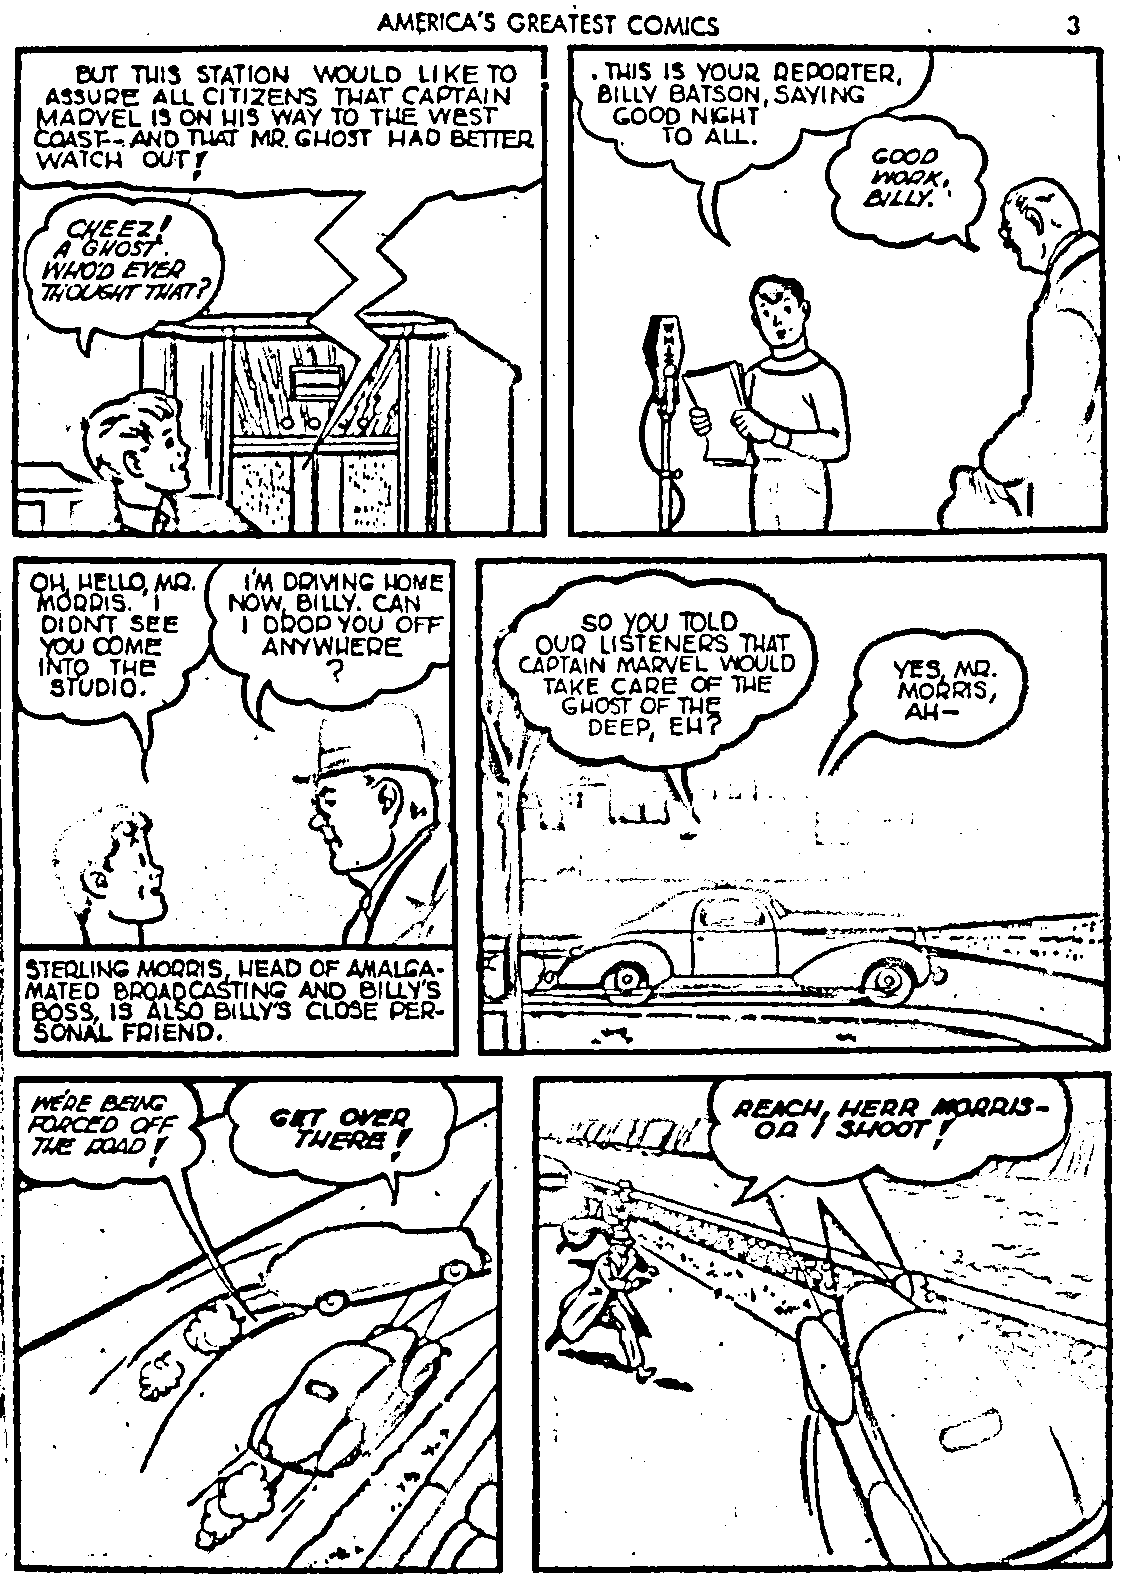 AMERICA'S GREATEST COMICS
3
BUT THIS STATION WOULD LIKE TO
ASSURE ALL CITIZENS THAT CAPTAIN
MARVEL IS ON HIS WAY TO THE WEST
COAST-- AND THAT MR. GHOST HAD BETTER
WATCH OUT!
CHEEZ!
A GHOST.
WHO'D EVER
THOUGHT THAT?
THIS IS YOUR REPORTER,
BILLY BATSON, SAYING
GOOD NIGHT
TO ALL.
GOOD
WORK,
BILLY.
WHIZ
OH, HELLO, MR.
MORRIS. I
DIDN'T SEE
YOU COME
INTO THE
STUDIO.
I'M DRIVING HOME
NOW, BILLY. CAN
I DROP YOU OFF
ANYWHERE
?
STERLING MORRIS, HEAD OF AMALGA-
MATED BROADCASTING AND BILLY'S
BOSS, IS ALSO BILLY'S CLOSE PER-
SONAL FRIEND.
SO YOU TOLD
OUR LISTENERS THAT
CAPTAIN MARVEL WOULD
TAKE CARE OF THE
GHOST OF THE
DEEP, EH?
YES, MR.
MORRIS,
AH—
WE'RE BEING
FORCED OFF
THE ROAD!
GET OVER
THERE!
REACH, HERR MORRIS-
OR I SHOOT!